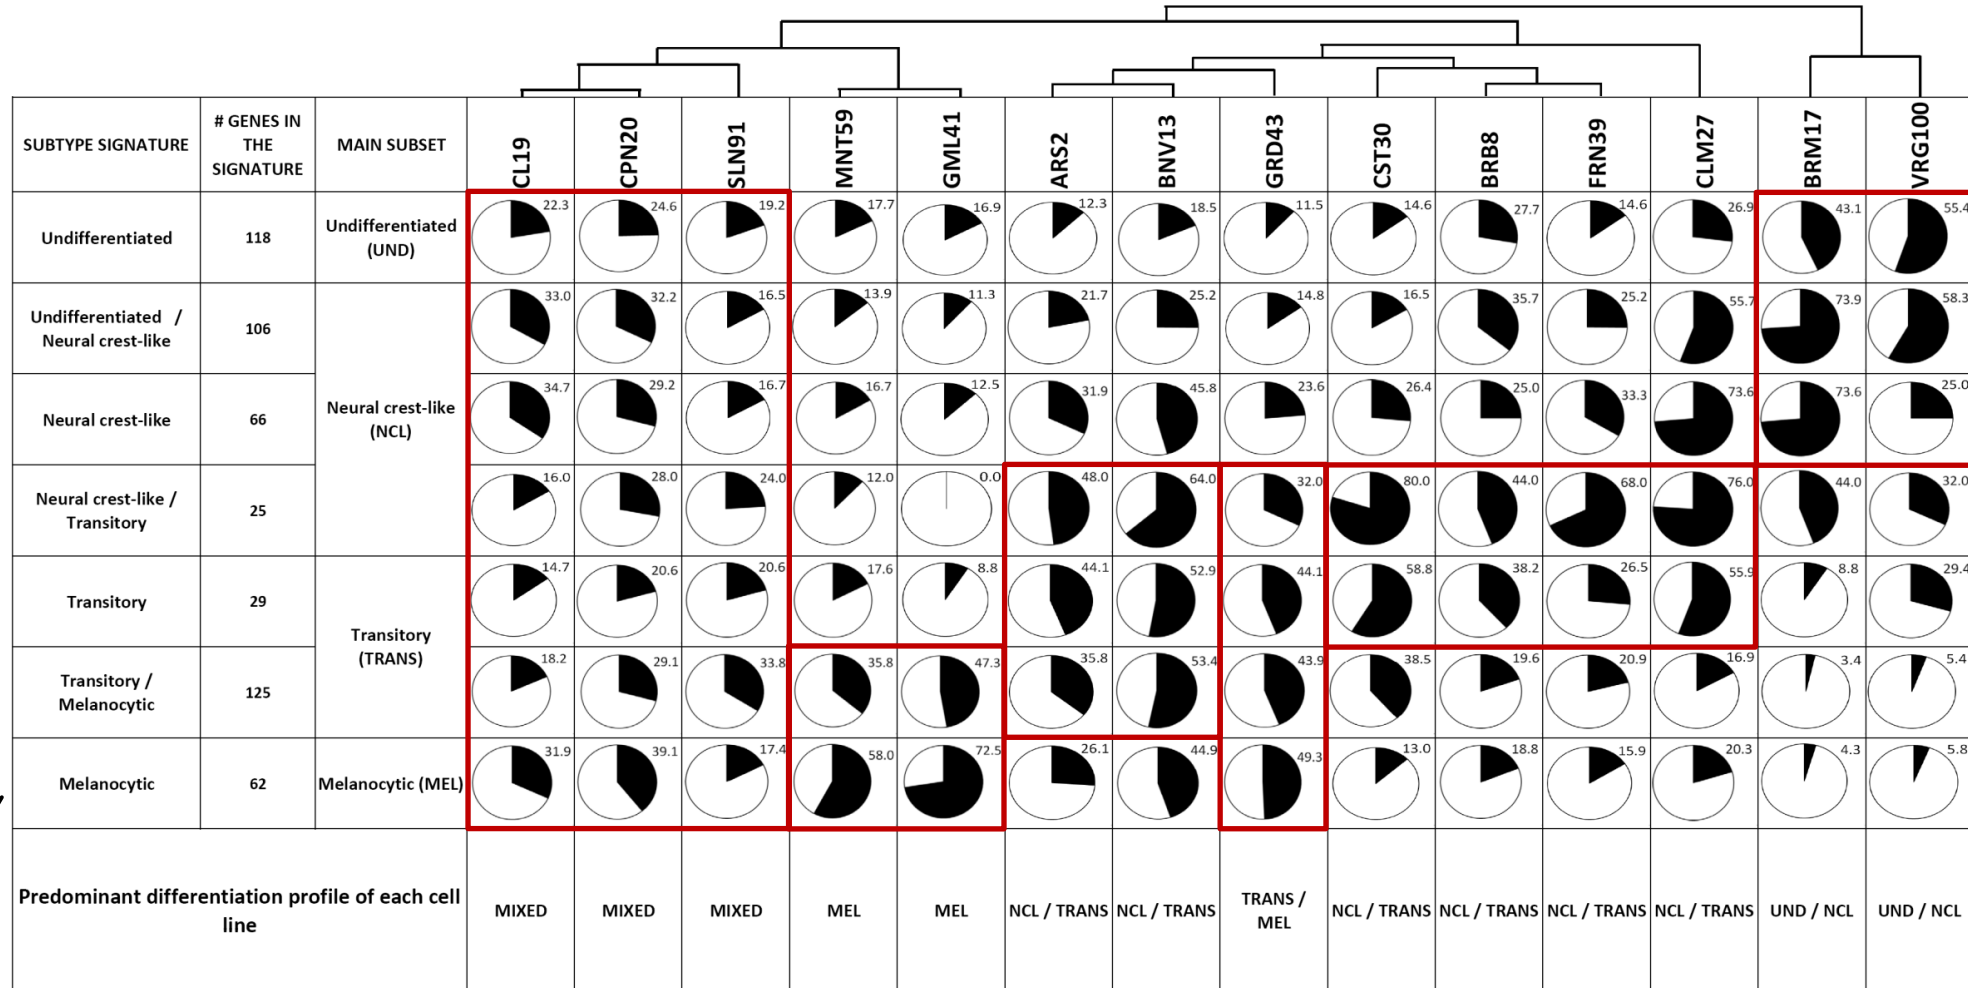 SUBTYPE SIGNATURE
# GENES IN
THE
SIGNATURE
MAIN SUBSET
CL19
CPN20
SLN91
MNT59
GML41
ARS2
BNV13
GRD43
CST30
BRB8
FRN39
CLM27
BRM17
VRG100
Undifferentiated
118
Undifferentiated
(UND)
22.3 24.6 19.2 17.7 16.9 12.3 18.5 11.5 14.6 27.7 14.6 26.9 43.1 55.4
Undifferentiated /
Neural crest-like
106
33.0 32.2 16.5 13.9 11.3 21.7 25.2 14.8 16.5 35.7 25.2 55.7 73.9 58.3
Neural crest-like
66
Neural crest-like
(NCL)
34.7 29.2 16.7 16.7 12.5 31.9 45.8 23.6 26.4 25.0 33.3 73.6 73.6 25.0
Neural crest-like /
Transitory
25
16.0 28.0 24.0 12.0 0.0 48.0 64.0 32.0 80.0 44.0 68.0 76.0 44.0 32.0
Transitory
29
14.7 20.6 20.6 17.6 8.8 44.1 52.9 44.1 58.8 38.2 26.5 55.9 8.8 29.4
Transitory
(TRANS)
Transitory /
Melanocytic
125
18.2 29.1 33.8 35.8 47.3 35.8 53.4 43.9 38.5 19.6 20.9 16.9 3.4 5.4
Melanocytic
62
Melanocytic (MEL)
31.9 39.1 17.4 58.0 72.5 26.1 44.9 49.3 13.0 18.8 15.9 20.3 4.3 5.8
Predominant differentiation profile of each cell
line
MIXED
MIXED
MIXED
MEL
MEL
NCL / TRANS
NCL / TRANS
TRANS /
MEL
NCL / TRANS
NCL / TRANS
NCL / TRANS
NCL / TRANS
UND / NCL
UND / NCL